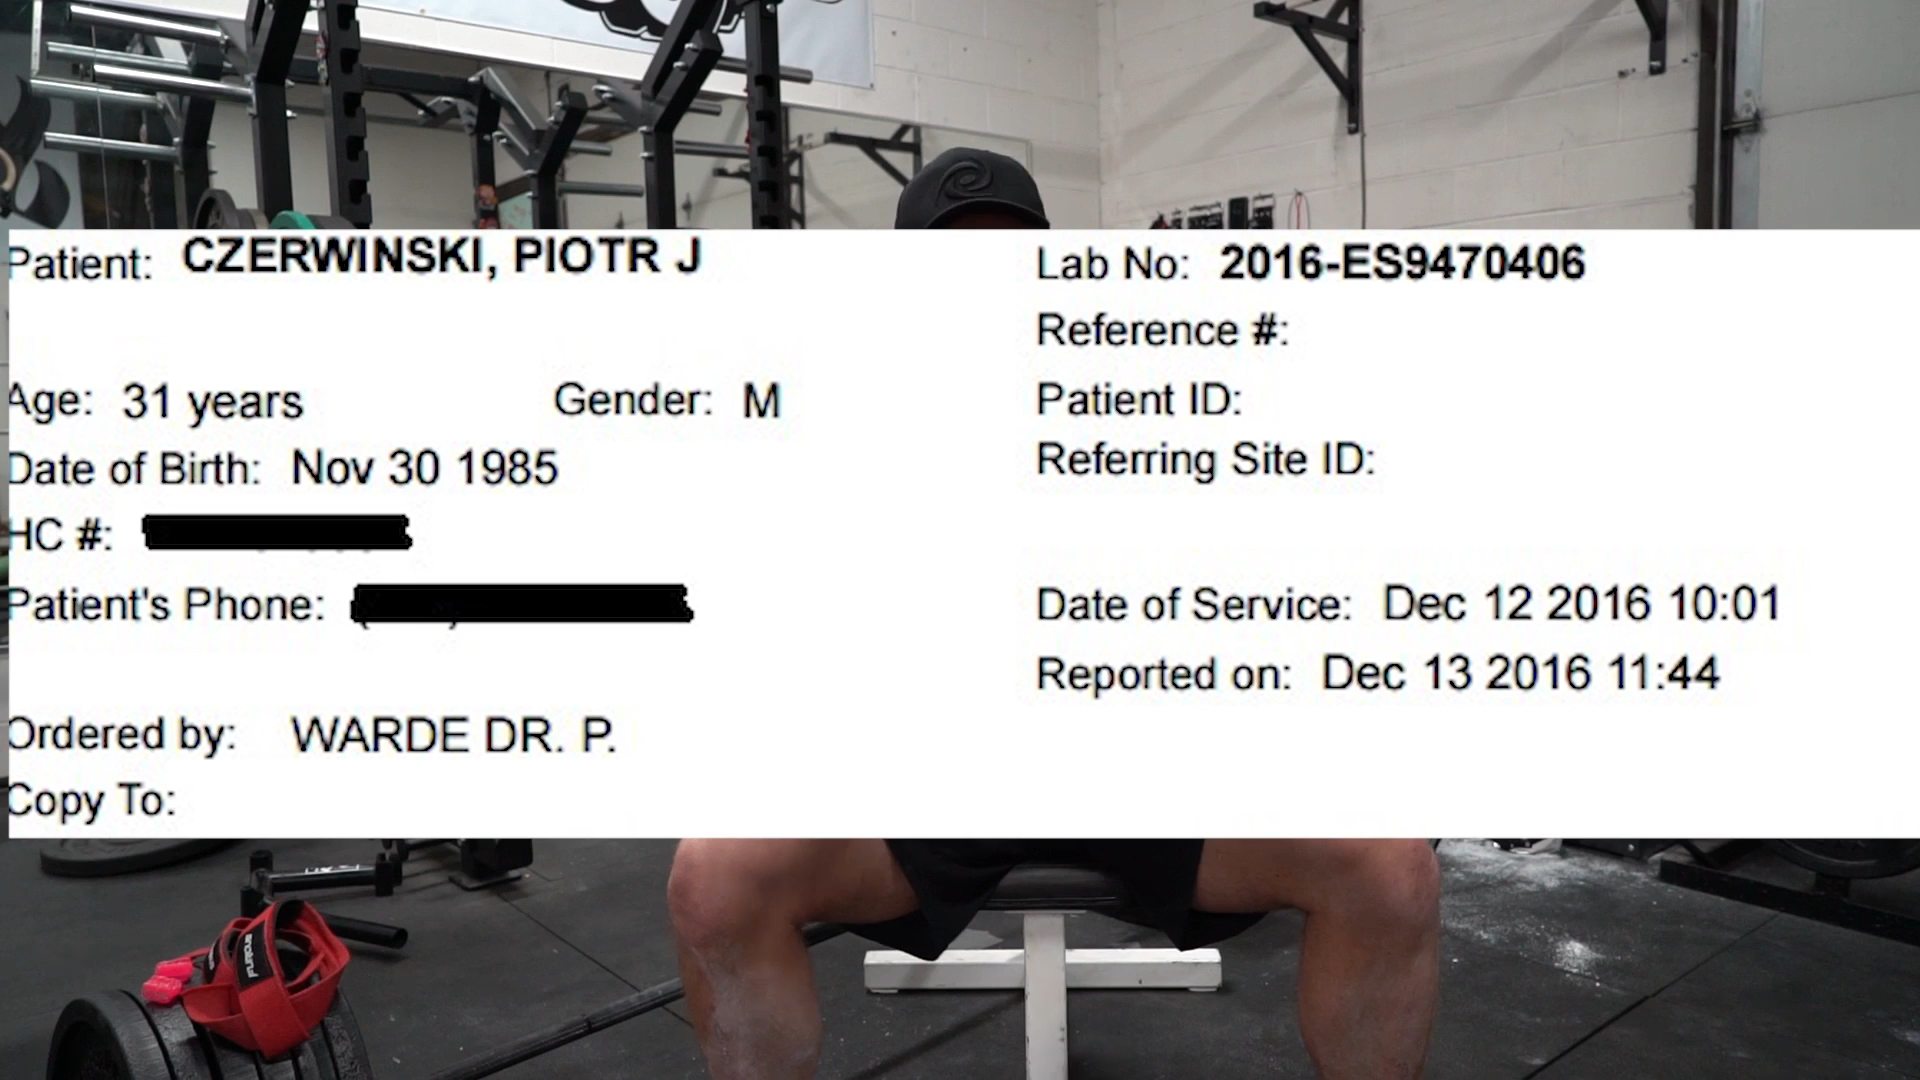 Patient: CZERWINSKI, PIOTR J
Lab No: 2016-ES9470406
Reference #:
Age: 31 years Gender: M
Patient ID:
Date of Birth: Nov 30 1985
Referring Site ID:
HC #:
Patient's Phone:
Date of Service: Dec 12 2016 10:01
Reported on: Dec 13 2016 11:44
Ordered by: WARDE DR. P.
Copy To: